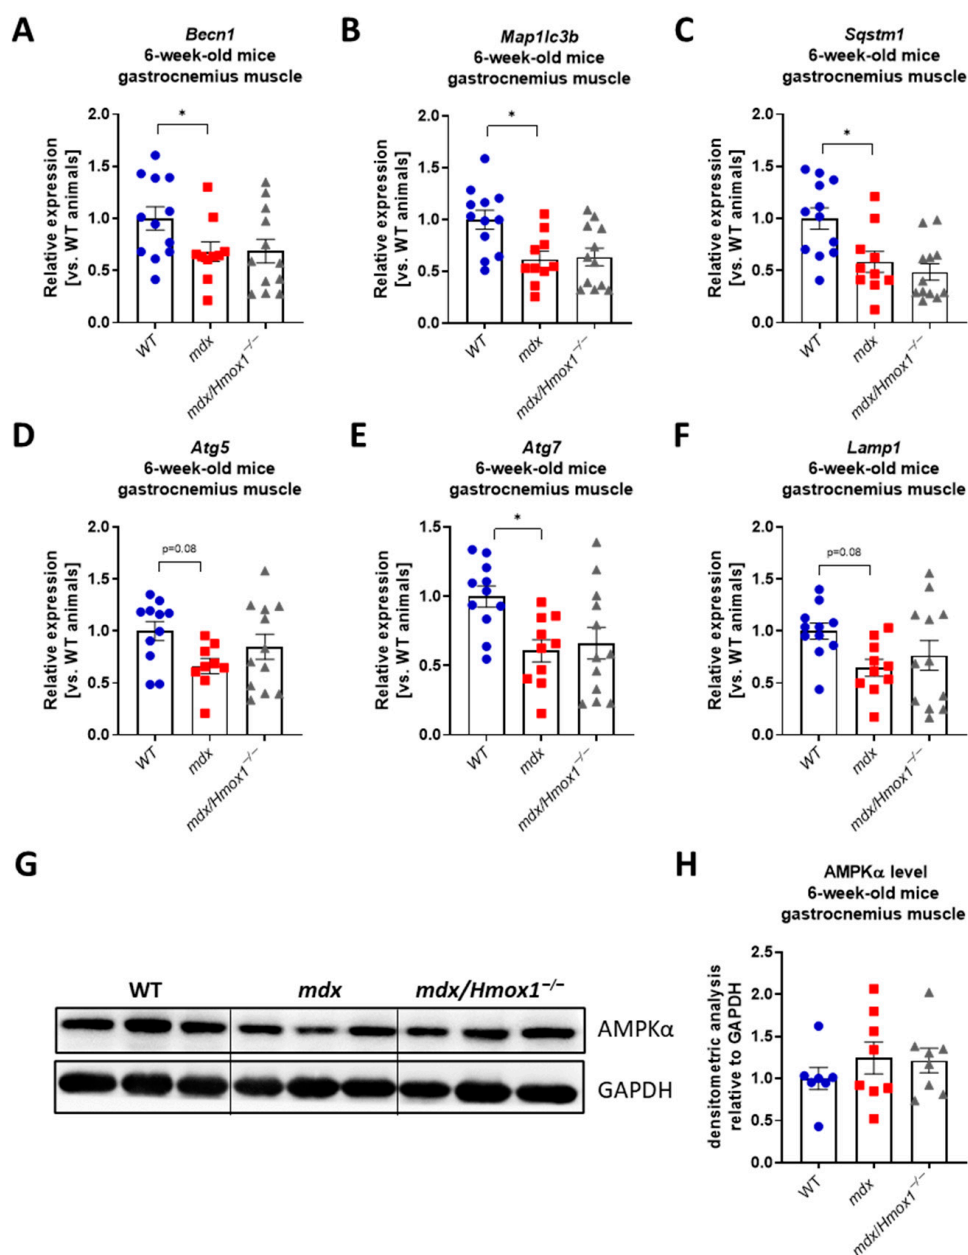 A
Becn1
6-week-old mice
gastrocnemius muscle
Relative expression
[vs. WT animals]
2.0
1.5
1.0
0.5
0.0
*
WT
mdx
mdx/Hmox1⁻/⁻
B
Map1lc3b
6-week-old mice
gastrocnemius muscle
Relative expression
[vs. WT animals]
2.0
1.5
1.0
0.5
0.0
*
WT
mdx
mdx/Hmox1⁻/⁻
C
Sqstm1
6-week-old mice
gastrocnemius muscle
Relative expression
[vs. WT animals]
2.0
1.5
1.0
0.5
0.0
*
WT
mdx
mdx/Hmox1⁻/⁻
D
Atg5
6-week-old mice
gastrocnemius muscle
Relative expression
[vs. WT animals]
2.0
1.5
1.0
0.5
0.0
p=0.08
WT
mdx
mdx/Hmox1⁻/⁻
E
Atg7
6-week-old mice
gastrocnemius muscle
Relative expression
[vs. WT animals]
1.5
1.0
0.5
0.0
*
WT
mdx
mdx/Hmox1⁻/⁻
F
Lamp1
6-week-old mice
gastrocnemius muscle
Relative expression
[vs. WT animals]
2.0
1.5
1.0
0.5
0.0
p=0.08
WT
mdx
mdx/Hmox1⁻/⁻
G
WT mdx mdx/Hmox1⁻/⁻
AMPKα
GAPDH
H
AMPKα level
6-week-old mice
gastrocnemius muscle
densitometric analysis
relative to GAPDH
2.5
2.0
1.5
1.0
0.5
0.0
WT
mdx
mdx/Hmox1⁻/⁻